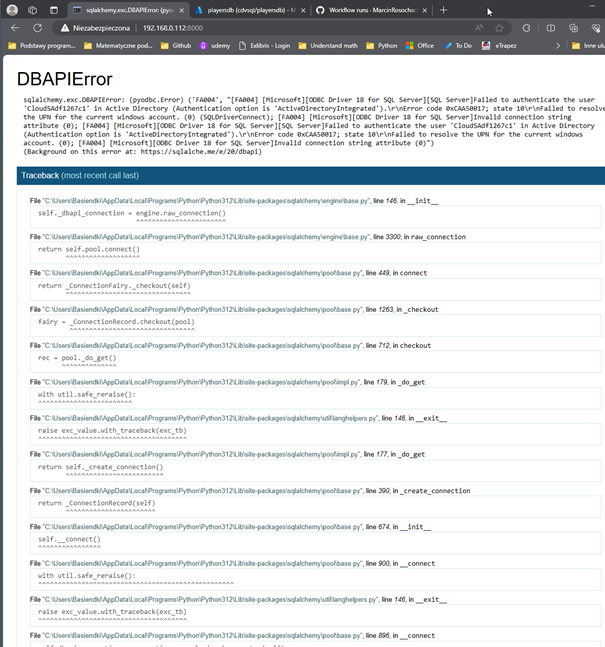 sqlalchemy.exc.DBAPIError: (pyo
playersdb (cdvsql/playersdb) - M
Workflow runs · MarcinRosocha
Niezabezpieczona
192.168.0.112:8000
Podstawy program...
Matematyczne pod...
Github
udemy
Edibris - Login
Understand math
Python
Office
To Do
eTrapez
Inne ulu
DBAPIError
sqlalchemy.exc.DBAPIError: (pyodbc.Error) ('FA004', "[FA004] [Microsoft][ODBC Driver 18 for SQL Server][SQL Server]Failed to authenticate the user
'CloudSAdf1267c1' in Active Directory (Authentication option is 'ActiveDirectoryIntegrated').\r\nError code 0xCAA50017; state 10\r\nFailed to resolve
the UPN for the current windows account. (0) (SQLDriverConnect); [FA004] [Microsoft][ODBC Driver 18 for SQL Server]Invalid connection string
attribute (0); [FA004] [Microsoft][ODBC Driver 18 for SQL Server][SQL Server]Failed to authenticate the user 'CloudSAdf1267c1' in Active Directory
(Authentication option is 'ActiveDirectoryIntegrated').\r\nError code 0xCAA50017; state 10\r\nFailed to resolve the UPN for the current windows
account. (0); [FA004] [Microsoft][ODBC Driver 18 for SQL Server]Invalid connection string attribute (0)")
(Background on this error at: https://sqlalche.me/e/20/dbapi)
Traceback (most recent call last)
File "C:\Users\Basiendki\AppData\Local\Programs\Python\Python312\Lib\site-packages\sqlalchemy\engine\base.py", line 146, in __init__
self._dbapi_connection = engine.raw_connection()
^^^^^^^^^^^^^^^^^^^^^^^
File "C:\Users\Basiendki\AppData\Local\Programs\Python\Python312\Lib\site-packages\sqlalchemy\engine\base.py", line 3300, in raw_connection
return self.pool.connect()
^^^^^^^^^^^^^^^^^^^
File "C:\Users\Basiendki\AppData\Local\Programs\Python\Python312\Lib\site-packages\sqlalchemy\pool\base.py", line 449, in connect
return _ConnectionFairy._checkout(self)
^^^^^^^^^^^^^^^^^^^^^^^^^^^^^^^^
File "C:\Users\Basiendki\AppData\Local\Programs\Python\Python312\Lib\site-packages\sqlalchemy\pool\base.py", line 1263, in _checkout
fairy = _ConnectionRecord.checkout(pool)
^^^^^^^^^^^^^^^^^^^^^^^^^^^^^^^^
File "C:\Users\Basiendki\AppData\Local\Programs\Python\Python312\Lib\site-packages\sqlalchemy\pool\base.py", line 712, in checkout
rec = pool._do_get()
^^^^^^^^^^^^^^
File "C:\Users\Basiendki\AppData\Local\Programs\Python\Python312\Lib\site-packages\sqlalchemy\pool\impl.py", line 179, in _do_get
with util.safe_reraise():
^^^^^^^^^^^^^^^^^^^^^^^^
File "C:\Users\Basiendki\AppData\Local\Programs\Python\Python312\Lib\site-packages\sqlalchemy\util\langhelpers.py", line 146, in __exit__
raise exc_value.with_traceback(exc_tb)
^^^^^^^^^^^^^^^^^^^^^^^^^^^^^^^^^^^^^^
File "C:\Users\Basiendki\AppData\Local\Programs\Python\Python312\Lib\site-packages\sqlalchemy\pool\impl.py", line 177, in _do_get
return self._create_connection()
^^^^^^^^^^^^^^^^^^^^^^^^^
File "C:\Users\Basiendki\AppData\Local\Programs\Python\Python312\Lib\site-packages\sqlalchemy\pool\base.py", line 390, in _create_connection
return _ConnectionRecord(self)
^^^^^^^^^^^^^^^^^^^^^^^
File "C:\Users\Basiendki\AppData\Local\Programs\Python\Python312\Lib\site-packages\sqlalchemy\pool\base.py", line 674, in __init__
self.__connect()
^^^^^^^^^^^^^^^^
File "C:\Users\Basiendki\AppData\Local\Programs\Python\Python312\Lib\site-packages\sqlalchemy\pool\base.py", line 900, in __connect
with util.safe_reraise():
^^^^^^^^^^^^^^^^^^^^^^^^^^^^^^^^^^^^^^^^^^^^^^^^^^
File "C:\Users\Basiendki\AppData\Local\Programs\Python\Python312\Lib\site-packages\sqlalchemy\util\langhelpers.py", line 146, in __exit__
raise exc_value.with_traceback(exc_tb)
^^^^^^^^^^^^^^^^^^^^^^^^^^^^^^^^^^^^^^
File "C:\Users\Basiendki\AppData\Local\Programs\Python\Python312\Lib\site-packages\sqlalchemy\pool\base.py", line 896, in __connect